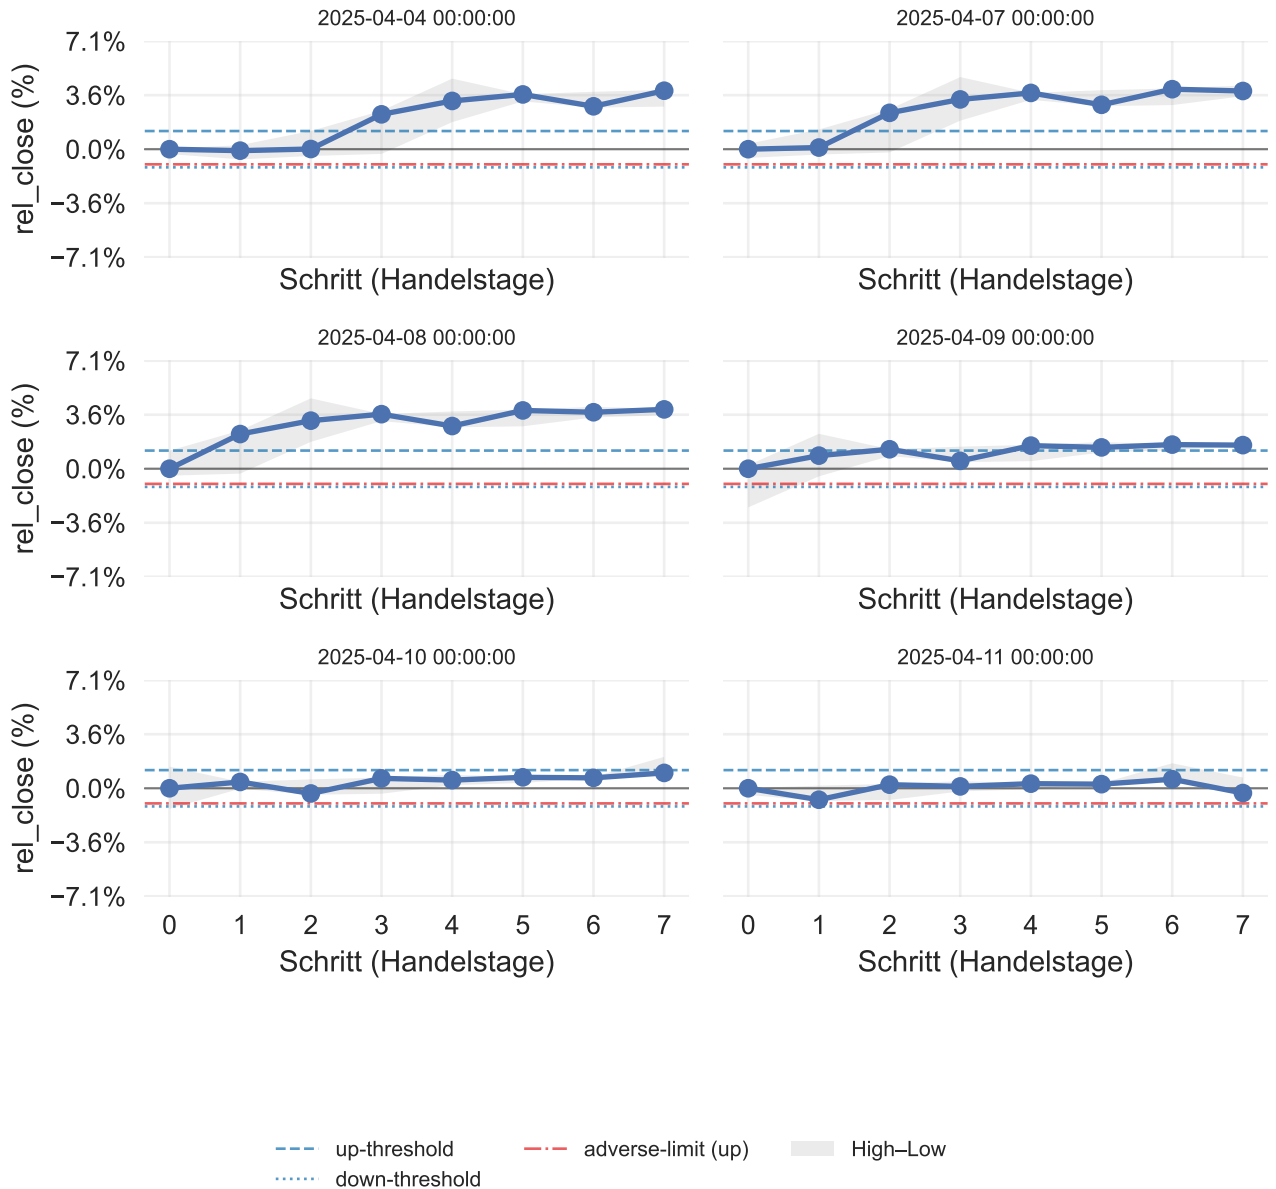 2025-04-04 00:00:00
2025-04-07 00:00:00
7.1%
3.6%
0.0%
−3.6%
−7.1%
rel_close (%)
Schritt (Handelstage)
Schritt (Handelstage)
2025-04-08 00:00:00
2025-04-09 00:00:00
7.1%
3.6%
0.0%
−3.6%
−7.1%
rel_close (%)
Schritt (Handelstage)
Schritt (Handelstage)
2025-04-10 00:00:00
2025-04-11 00:00:00
7.1%
3.6%
0.0%
−3.6%
−7.1%
rel_close (%)
0 1 2 3 4 5 6 7
0 1 2 3 4 5 6 7
Schritt (Handelstage)
Schritt (Handelstage)
up-threshold
down-threshold
adverse-limit (up)
High–Low